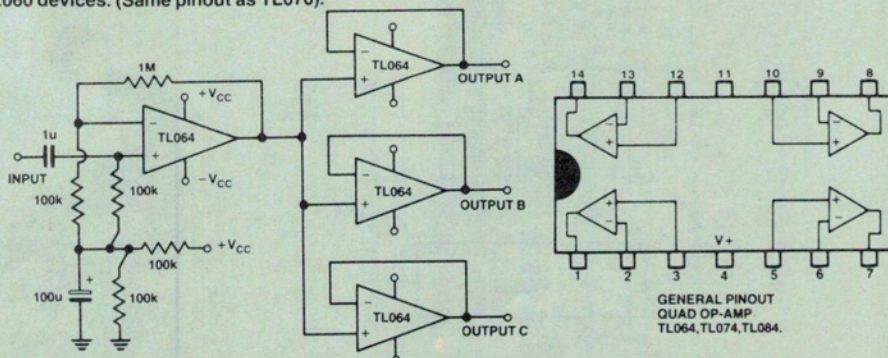 L060 devices. (Same pinout as TL070).
1M
+VCC
TL064
−VCC
1u
INPUT
100k
100k
+VCC
100k
100u
+
100k
TL064
OUTPUT A
TL064
OUTPUT B
TL064
OUTPUT C
14 13 12 11 10 9 8
V+
1 2 3 4 5 6 7
GENERAL PINOUT
QUAD OP-AMP
TL064,TL074,TL084.